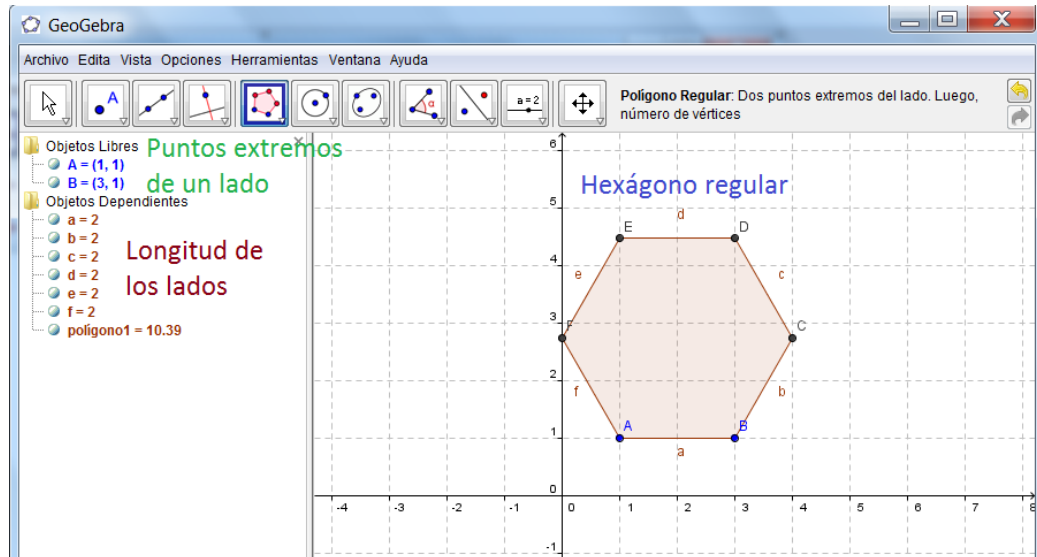 GeoGebra
Archivo Edita Vista Opciones Herramientas Ventana Ayuda
A
α
a = 2
Poligono Regular: Dos puntos extremos del lado. Luego,
número de vértices
Objetos Libres
A = (1, 1)
B = (3, 1)
Puntos extremos
de un lado
Objetos Dependientes
a = 2
b = 2
c = 2
d = 2
e = 2
f = 2
poligono1 = 10.39
Longitud de
los lados
Hexágono regular
6
5
4
3
2
1
0
-1
-4 -3 -2 -1 0 1 2 3 4 5 6 7 8
E d D
e c
F C
f b
A B
a